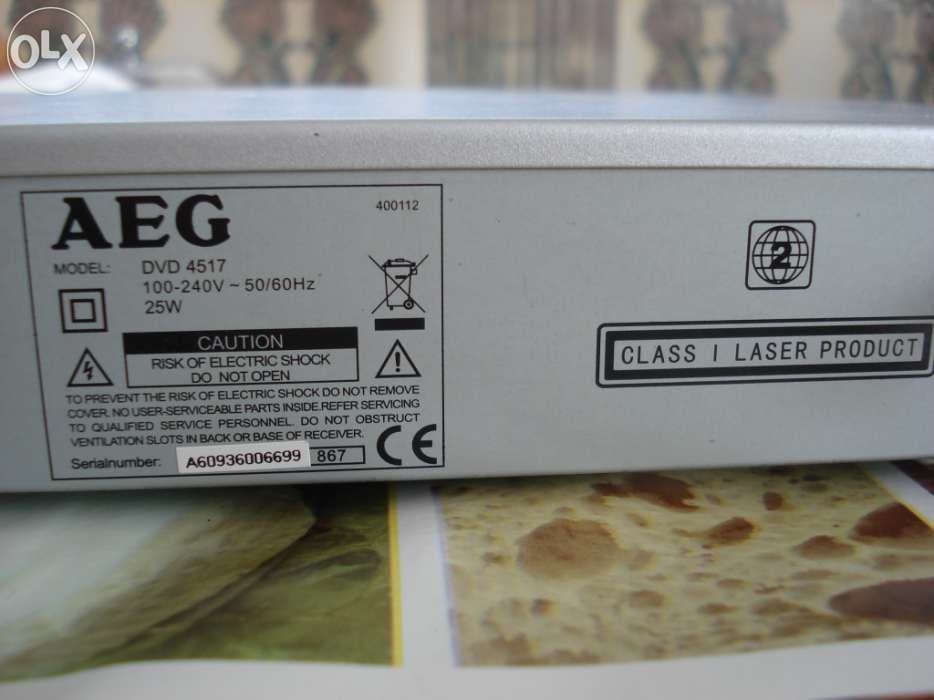 OLX
AEG
400112
MODEL: DVD 4517
100-240V ~ 50/60Hz
25W
CAUTION
RISK OF ELECTRIC SHOCK
DO NOT OPEN
TO PREVENT THE RISK OF ELECTRIC SHOCK DO NOT REMOVE
COVER. NO USER-SERVICEABLE PARTS INSIDE.REFER SERVICING
TO QUALIFIED SERVICE PERSONNEL. DO NOT OBSTRUCT
VENTILATION SLOTS IN BACK OR BASE OF RECEIVER.
Serialnumber: A60936006699 867
CE
2
CLASS I LASER PRODUCT